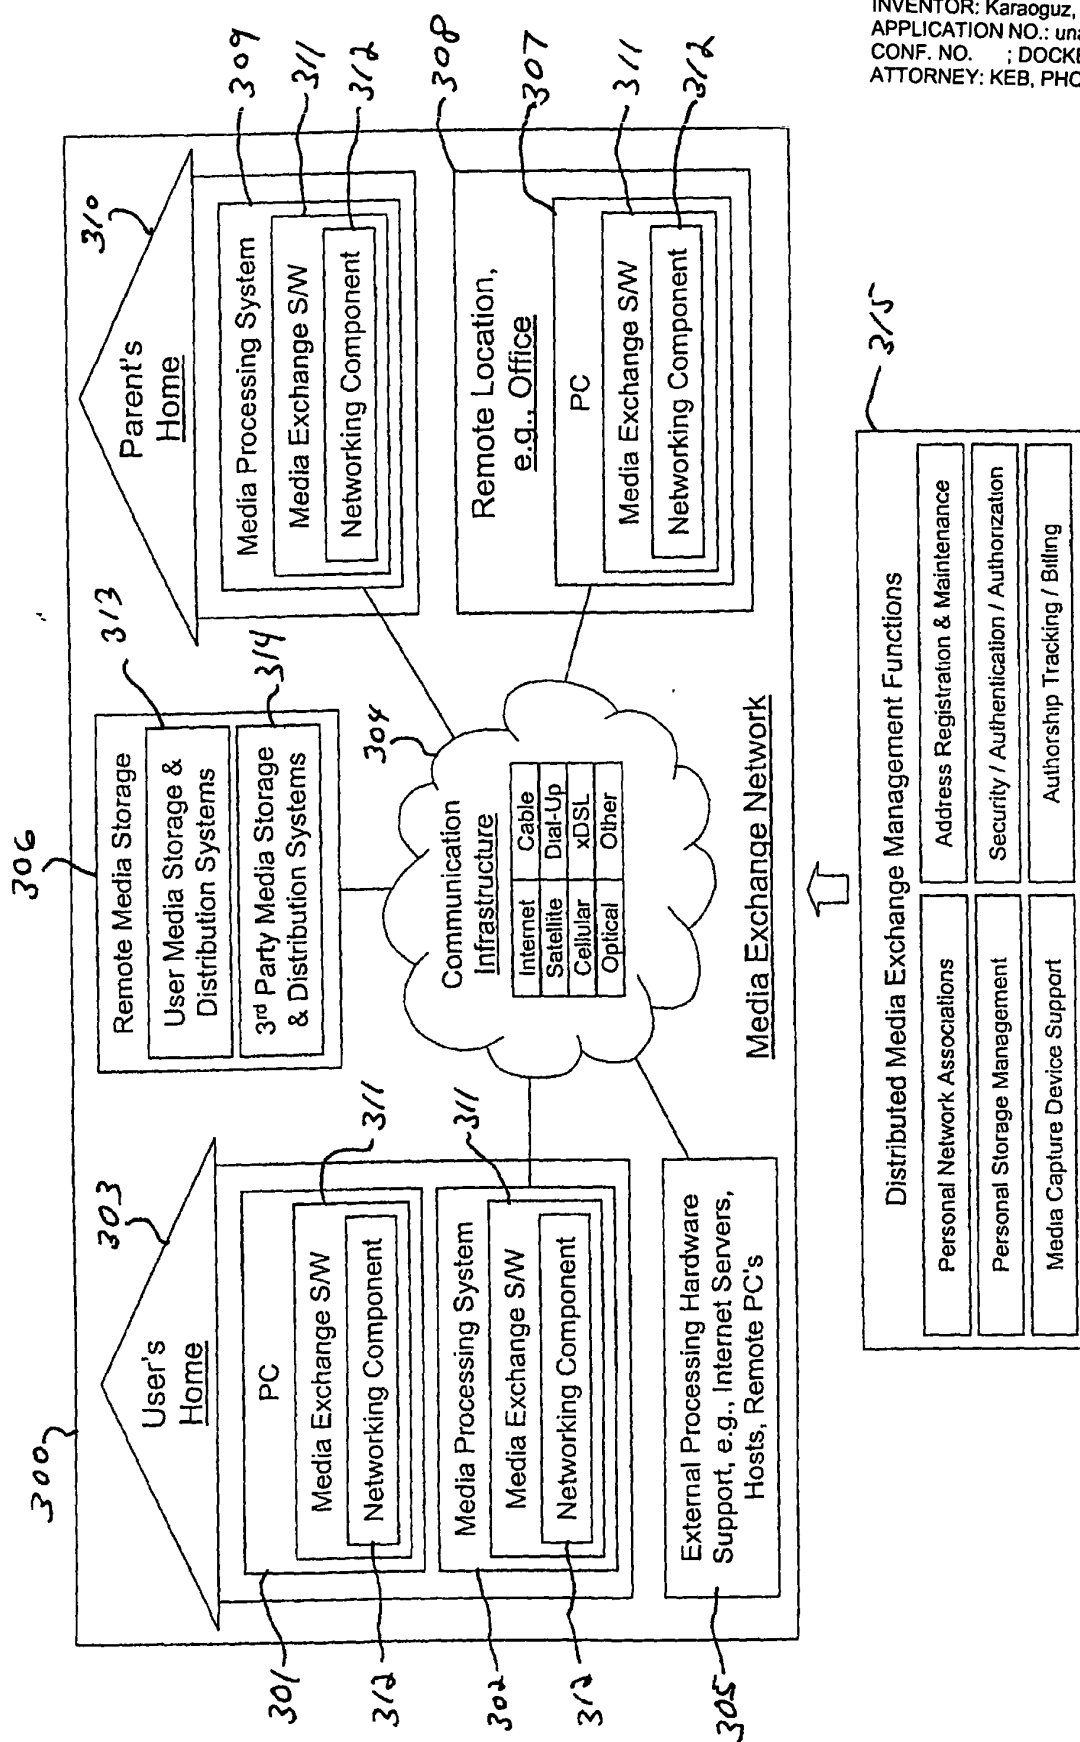 INVENTOR: Karaoguz,
APPLICATION NO.: una
CONF. NO. ; DOCKE
ATTORNEY: KEB, PHO
300
303
User's
Home
PC
Media Exchange S/W
Networking Component
Media Processing System
Media Exchange S/W
Networking Component
External Processing Hardware
Support, e.g., Internet Servers,
Hosts, Remote PC's
301
312
302
312
305
311
311
306
Remote Media Storage
User Media Storage &
Distribution Systems
3rd Party Media Storage
& Distribution Systems
313
314
304
Communication
Infrastructure
Internet Cable
Satellite Dial-Up
Cellular xDSL
Optical Other
Media Exchange Network
310
Parent's
Home
Media Processing System
Media Exchange S/W
Networking Component
309
311
312
308
Remote Location,
e.g., Office
307
PC
Media Exchange S/W
Networking Component
311
312
315
Distributed Media Exchange Management Functions
Personal Network Associations
Address Registration & Maintenance
Personal Storage Management
Security / Authentication / Authorization
Media Capture Device Support
Authorship Tracking / Billing